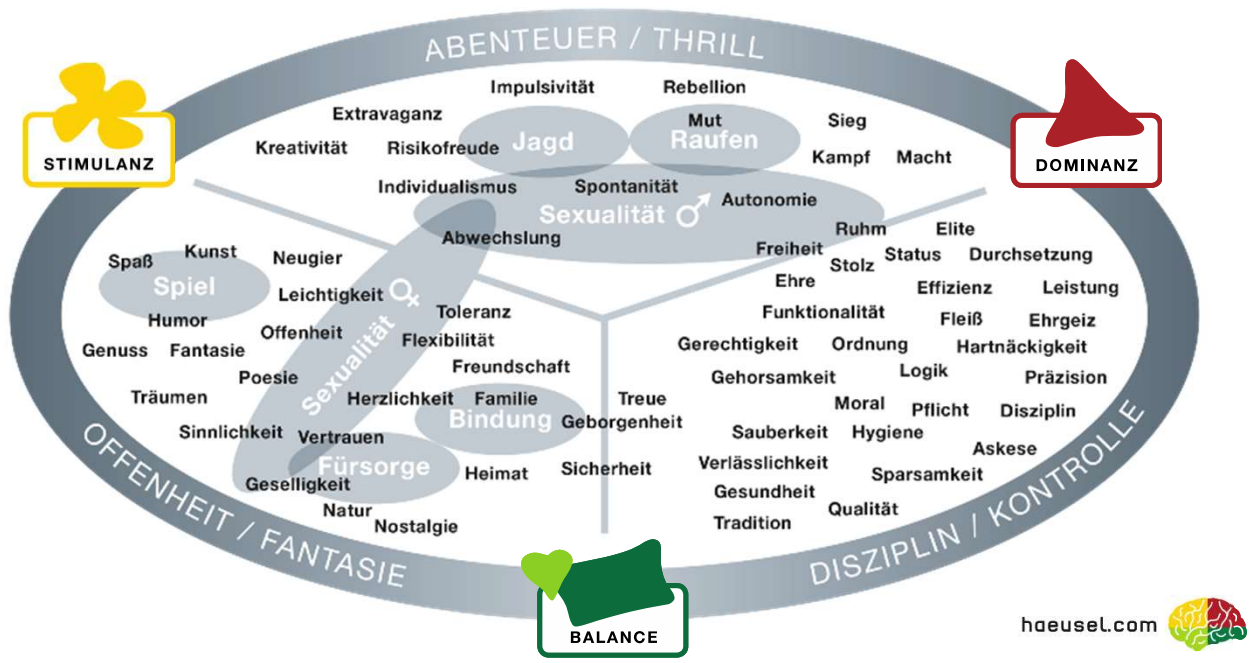 ABENTEUER / THRILL
STIMULANZ
DOMINANZ
Impulsivität
Rebellion
Extravaganz
Mut
Sieg
Jagd
Raufen
Kreativität
Risikofreude
Kampf
Macht
Individualismus
Spontanität
Autonomie
Sexualität ♂
Abwechslung
Ruhm
Elite
Freiheit
Status
Durchsetzung
Stolz
Ehre
Spaß
Kunst
Neugier
Spiel
Leichtigkeit
Effizienz
Leistung
Humor
Offenheit
Toleranz
Funktionalität
Fleiß
Ehrgeiz
Sexualität ♀
Flexibilität
Gerechtigkeit
Ordnung
Hartnäckigkeit
Genuss
Fantasie
Freundschaft
Logik
Poesie
Gehorsamkeit
Präzision
Träumen
Herzlichkeit
Familie
Treue
Moral
Pflicht
Disziplin
Bindung
Geborgenheit
Sinnlichkeit
Vertrauen
Sauberkeit
Hygiene
Askese
Fürsorge
Heimat
Sicherheit
Verlässlichkeit
Sparsamkeit
Geselligkeit
Gesundheit
Natur
Qualität
Nostalgie
Tradition
OFFENHEIT / FANTASIE
DISZIPLIN / KONTROLLE
BALANCE
haeusel.com